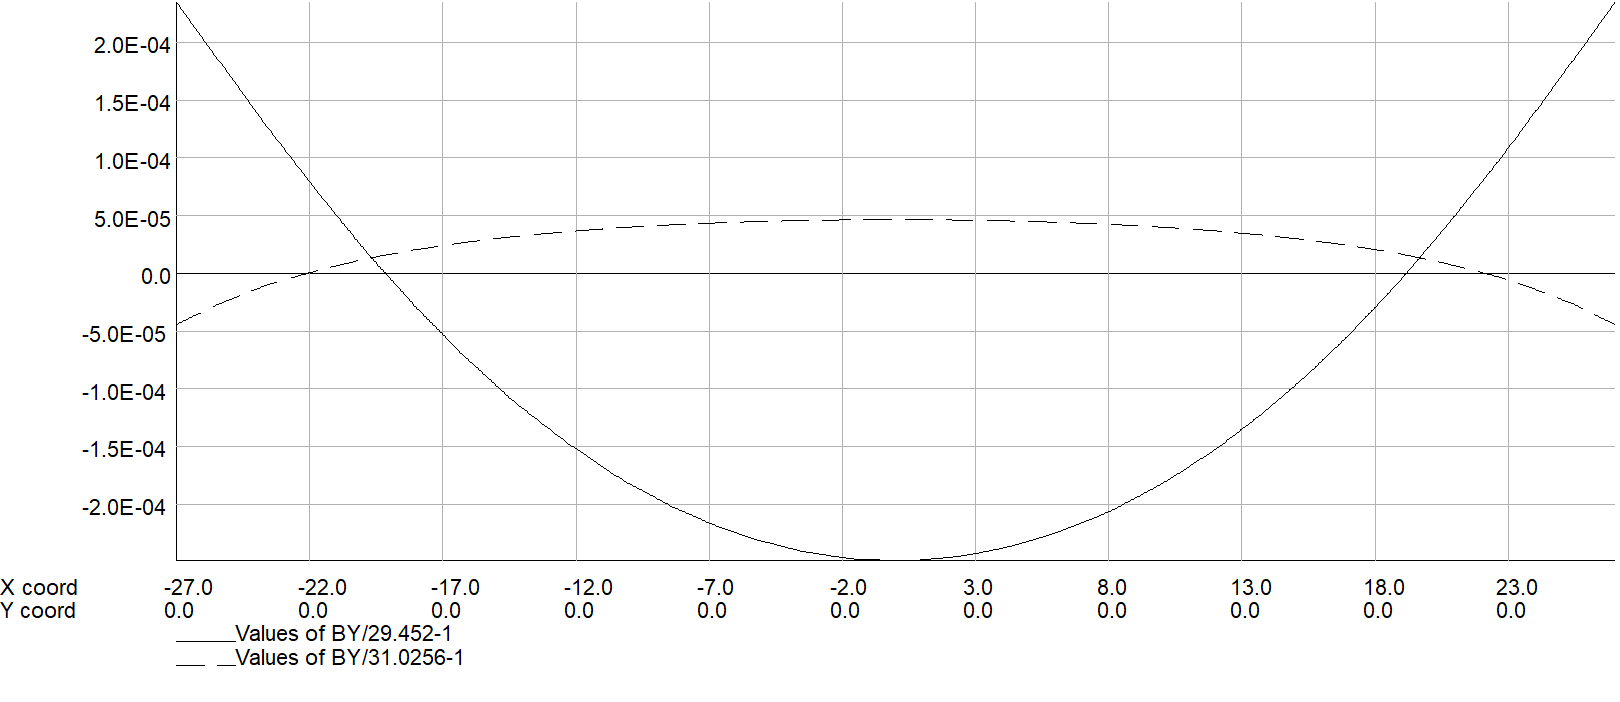 2.0E-04
1.5E-04
1.0E-04
5.0E-05
0.0
-5.0E-05
-1.0E-04
-1.5E-04
-2.0E-04
X coord -27.0 -22.0 -17.0 -12.0 -7.0 -2.0 3.0 8.0 13.0 18.0 23.0
Y coord 0.0 0.0 0.0 0.0 0.0 0.0 0.0 0.0 0.0 0.0 0.0
Values of BY/29.452-1
Values of BY/31.0256-1